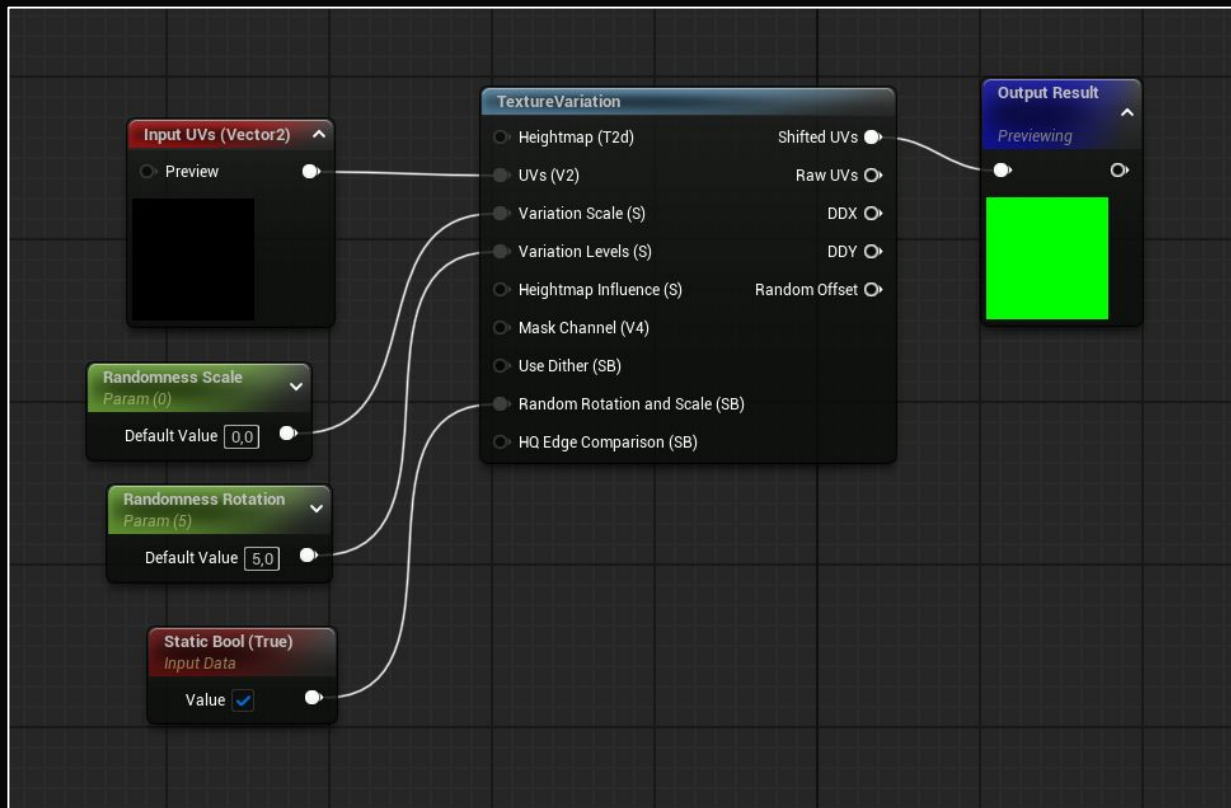 Input UVs (Vector2)
Preview
Randomness Scale
Param (0)
Default Value 0,0
Randomness Rotation
Param (5)
Default Value 5,0
Static Bool (True)
Input Data
Value
TextureVariation
Heightmap (T2d) Shifted UVs
UVs (V2) Raw UVs
Variation Scale (S) DDX
Variation Levels (S) DDY
Heightmap Influence (S) Random Offset
Mask Channel (V4)
Use Dither (SB)
Random Rotation and Scale (SB)
HQ Edge Comparison (SB)
Output Result
Previewing